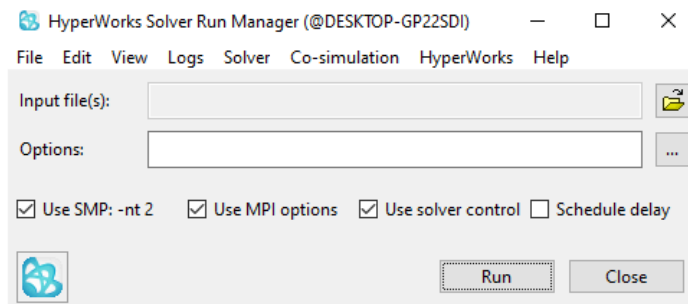 HyperWorks Solver Run Manager (@DESKTOP-GP22SDI)
File Edit View Logs Solver Co-simulation HyperWorks Help
Input file(s):
Options:
...
Use SMP: -nt 2 Use MPI options Use solver control Schedule delay
Run Close